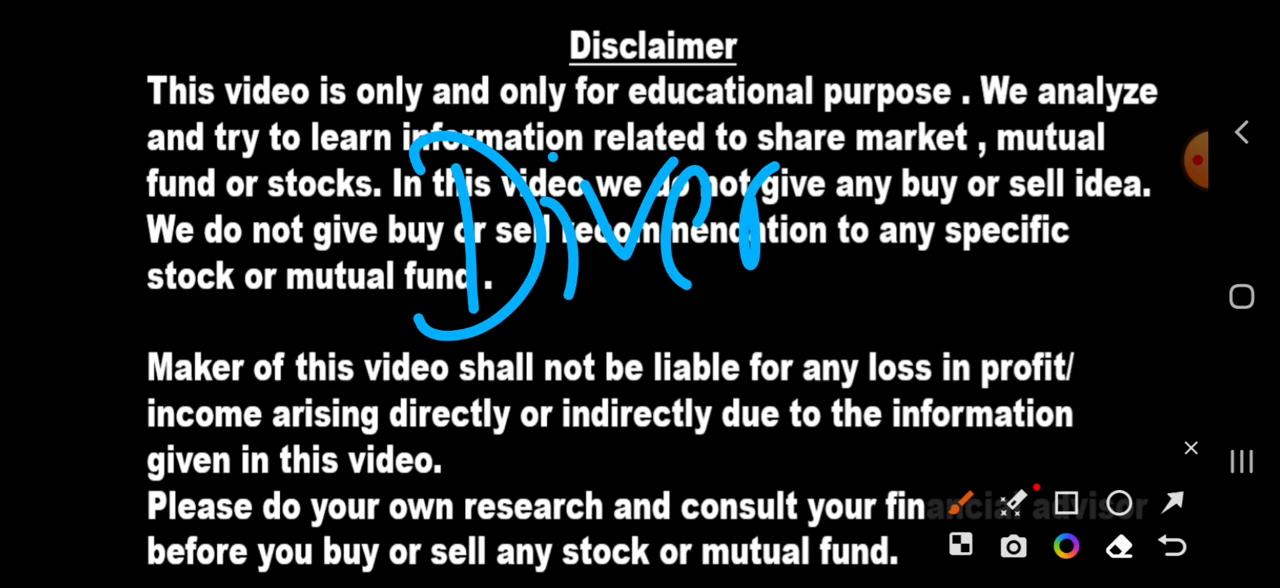 Disclaimer
This video is only and only for educational purpose . We analyze
and try to learn information related to share market , mutual
fund or stocks. In this video we do not give any buy or sell idea.
We do not give buy or sell recommendation to any specific
stock or mutual fund .
Diver
Maker of this video shall not be liable for any loss in profit/
income arising directly or indirectly due to the information
given in this video.
Please do your own research and consult your financial advisor
before you buy or sell any stock or mutual fund.